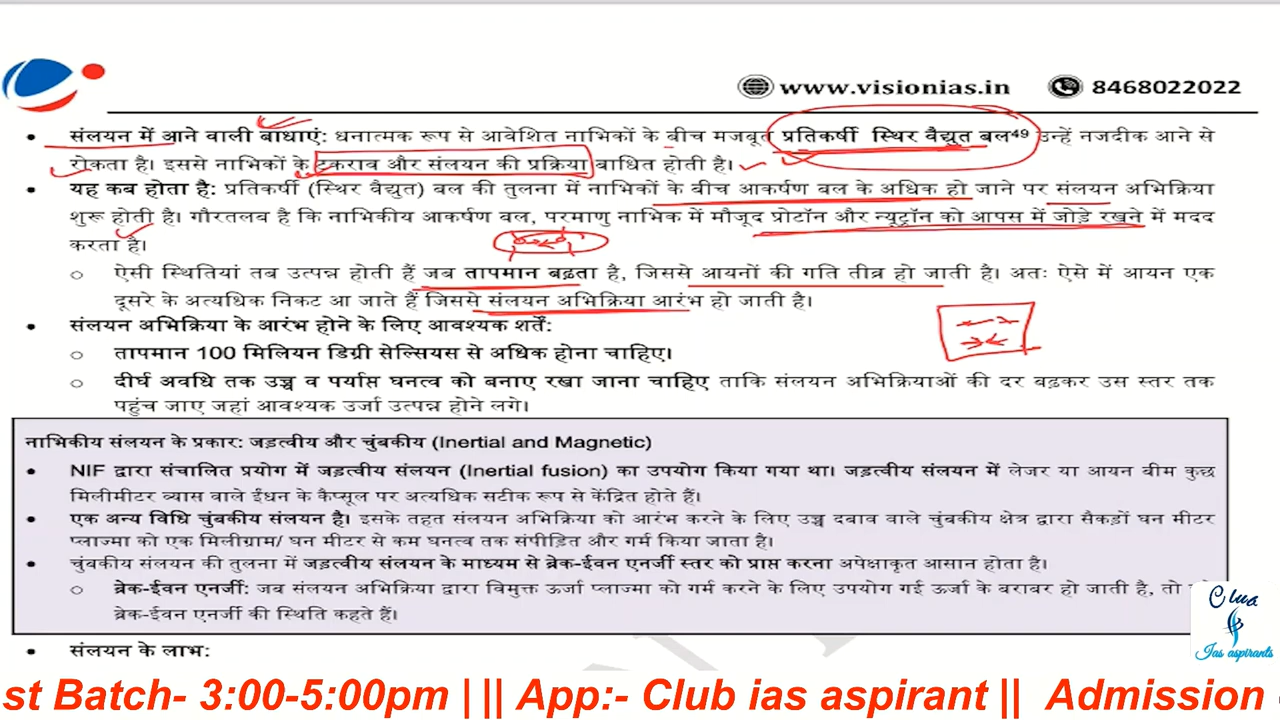 www.visionias.in 8468022022
• संलयन में आने वाली बाधाएं: धनात्मक रूप से आवेशित नाभिकों के बीच मजबूत प्रतिकर्षी स्थिर वैद्युत बल49 उन्हें नजदीक आने से
रोकता है। इससे नाभिकों के टकराव और संलयन की प्रक्रिया बाधित होती है।
• यह कब होता है: प्रतिकर्षी (स्थिर वैद्युत) बल की तुलना में नाभिकों के बीच आकर्षण बल के अधिक हो जाने पर संलयन अभिक्रिया
शुरू होती है। गौरतलब है कि नाभिकीय आकर्षण बल, परमाणु नाभिक में मौजूद प्रोटॉन और न्यूट्रॉन को आपस में जोड़े रखने में मदद
करता है।
○ ऐसी स्थितियां तब उत्पन्न होती हैं जब तापमान बढ़ता है, जिससे आयनों की गति तीव्र हो जाती है। अतः ऐसे में आयन एक
दूसरे के अत्यधिक निकट आ जाते हैं जिससे संलयन अभिक्रिया आरंभ हो जाती है।
• संलयन अभिक्रिया के आरंभ होने के लिए आवश्यक शर्तें:
○ तापमान 100 मिलियन डिग्री सेल्सियस से अधिक होना चाहिए।
○ दीर्घ अवधि तक उच्च व पर्याप्त घनत्व को बनाए रखा जाना चाहिए ताकि संलयन अभिक्रियाओं की दर बढ़कर उस स्तर तक
पहुंच जाए जहां आवश्यक उर्जा उत्पन्न होने लगे।
नाभिकीय संलयन के प्रकार: जड़त्वीय और चुंबकीय (Inertial and Magnetic)
• NIF द्वारा संचालित प्रयोग में जड़त्वीय संलयन (Inertial fusion) का उपयोग किया गया था। जड़त्वीय संलयन में लेजर या आयन बीम कुछ
मिलीमीटर व्यास वाले ईंधन के कैप्सूल पर अत्यधिक सटीक रूप से केंद्रित होते हैं।
• एक अन्य विधि चुंबकीय संलयन है। इसके तहत संलयन अभिक्रिया को आरंभ करने के लिए उच्च दबाव वाले चुंबकीय क्षेत्र द्वारा सैकड़ों घन मीटर
प्लाज्मा को एक मिलीग्राम/ घन मीटर से कम घनत्व तक संपीड़ित और गर्म किया जाता है।
• चुंबकीय संलयन की तुलना में जड़त्वीय संलयन के माध्यम से ब्रेक-ईवन एनर्जी स्तर को प्राप्त करना अपेक्षाकृत आसान होता है।
○ ब्रेक-ईवन एनर्जी: जब संलयन अभिक्रिया द्वारा विमुक्त ऊर्जा प्लाज्मा को गर्म करने के लिए उपयोग गई ऊर्जा के बराबर हो जाती है, तो
ब्रेक-ईवन एनर्जी की स्थिति कहते हैं।
• संलयन के लाभ:
Club
Ias aspirants
st Batch- 3:00-5:00pm | || App:- Club ias aspirant || Admission